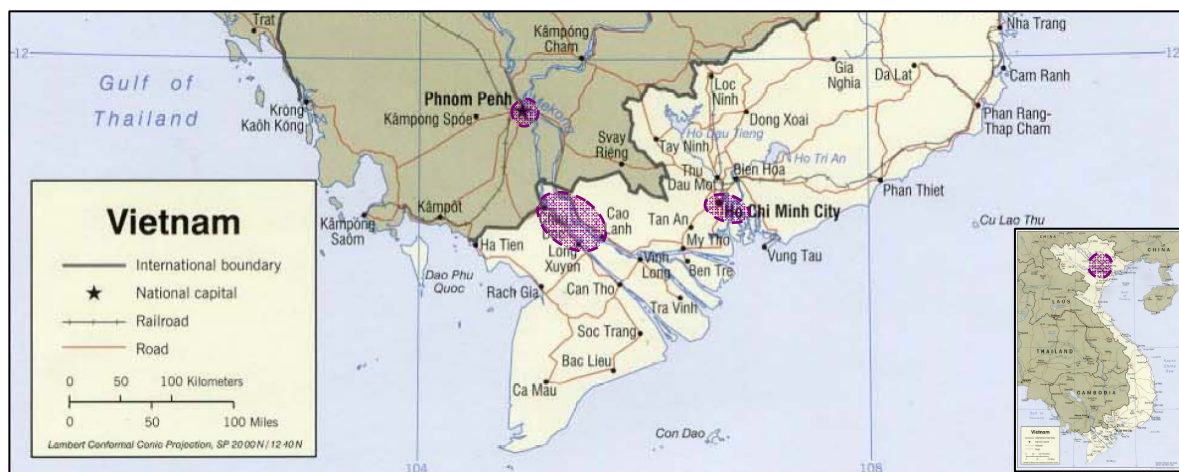 Trat
Kâmpóng
Cham
Nha Trang
12
12
Gulf of
Thailand
Krŏng
Kaôh Kŏng
Phnom Penh
Mekong
Kâmpong Spœ
Svay
Riĕng
Loc
Ninh
Gia
Nghia
Da Lat
Cam Ranh
Dong Xoai
Phan Rang-
Thap Cham
Ho Dau Tieng
Tay Ninh
Ho Tri An
Thu
Dau Mot
Bien Hoa
Phan Thiet
Ho Chi Minh City
Kâmpóng
Saôm
Kâmpôt
Ha Tien
Cao
Lanh
Tan An
My Tho
Cu Lao Thu
Dao Phu
Quoc
Long
Xuyen
Vinh
Long
Ben Tre
Vung Tau
Rach Gia
Can Tho
Tra Vinh
Soc Trang
Bac Lieu
Ca Mau
Con Dao
104
108
Vietnam
International boundary
National capital
Railroad
Road
0 50 100 Kilometers
0 50 100 Miles
Lambert Conformal Conic Projection, SP 20 00 N / 12 40 N
CHINA
CHINA
LAOS
THAILAND
CAMBODIA
Vietnam